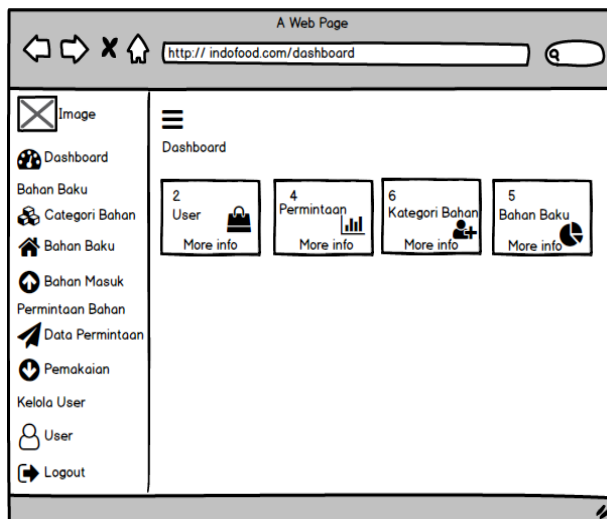 A Web Page
http:// indofood.com/dashboard
Image
Dashboard
Bahan Baku
Categori Bahan
Bahan Baku
Bahan Masuk
Permintaan Bahan
Data Permintaan
Pemakaian
Kelola User
User
Logout
Dashboard
2
User
More info
4
Permintaan
More info
6
Kategori Bahan
More info
5
Bahan Baku
More info